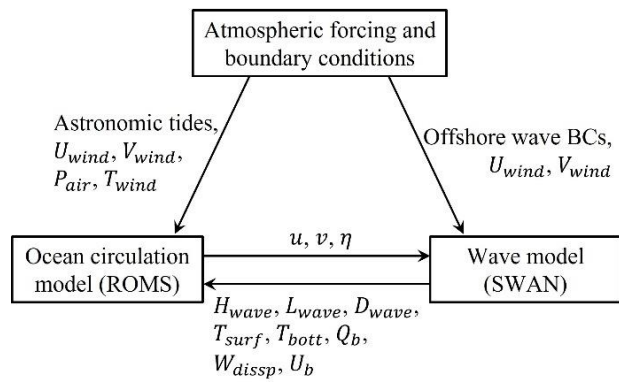 Atmospheric forcing and
boundary conditions
Astronomic tides,
U_wind, V_wind,
P_air, T_wind
Offshore wave BCs,
U_wind, V_wind
Ocean circulation
model (ROMS)
u, v, η
Wave model
(SWAN)
H_wave, L_wave, D_wave,
T_surf, T_bott, Q_b,
W_dissp, U_b